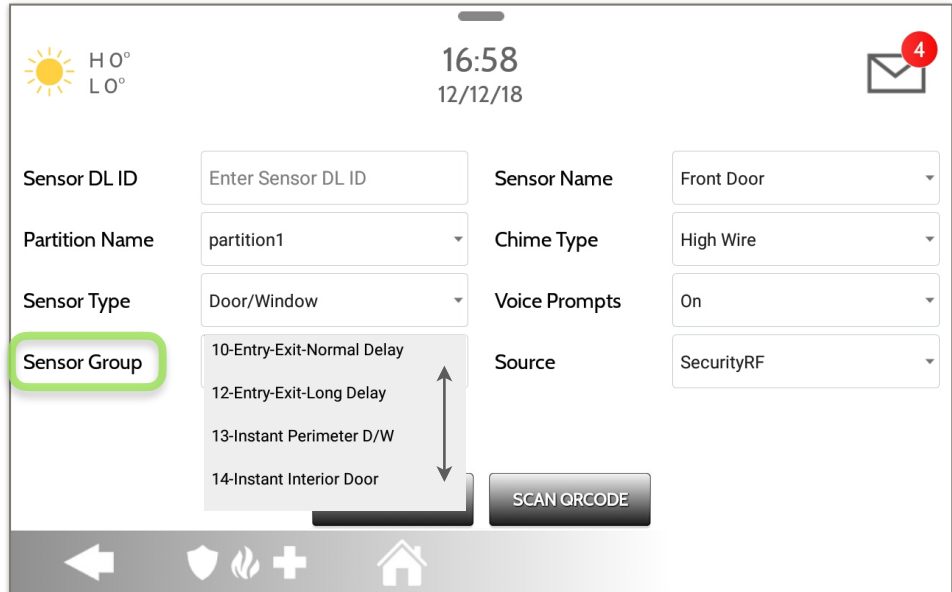 H 0°
L 0°
16:58
12/12/18
4
Sensor DL ID
Enter Sensor DL ID
Sensor Name
Front Door
Partition Name
partition1
Chime Type
High Wire
Sensor Type
Door/Window
Voice Prompts
On
Sensor Group
10-Entry-Exit-Normal Delay
12-Entry-Exit-Long Delay
13-Instant Perimeter D/W
14-Instant Interior Door
Source
SecurityRF
SCAN QRCODE